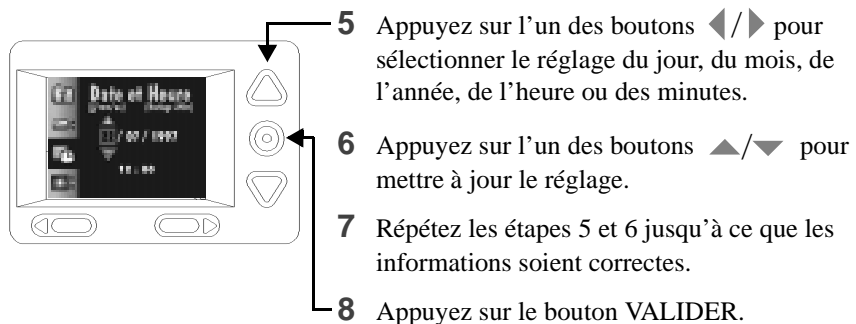 5 Appuyez sur l’un des boutons ◀/▶ pour
sélectionner le réglage du jour, du mois, de
l’année, de l’heure ou des minutes.
Date et Heure
/ 07 / 1997
6 Appuyez sur l’un des boutons ▲/▼ pour
mettre à jour le réglage.
7 Répétez les étapes 5 et 6 jusqu’à ce que les
informations soient correctes.
8 Appuyez sur le bouton VALIDER.